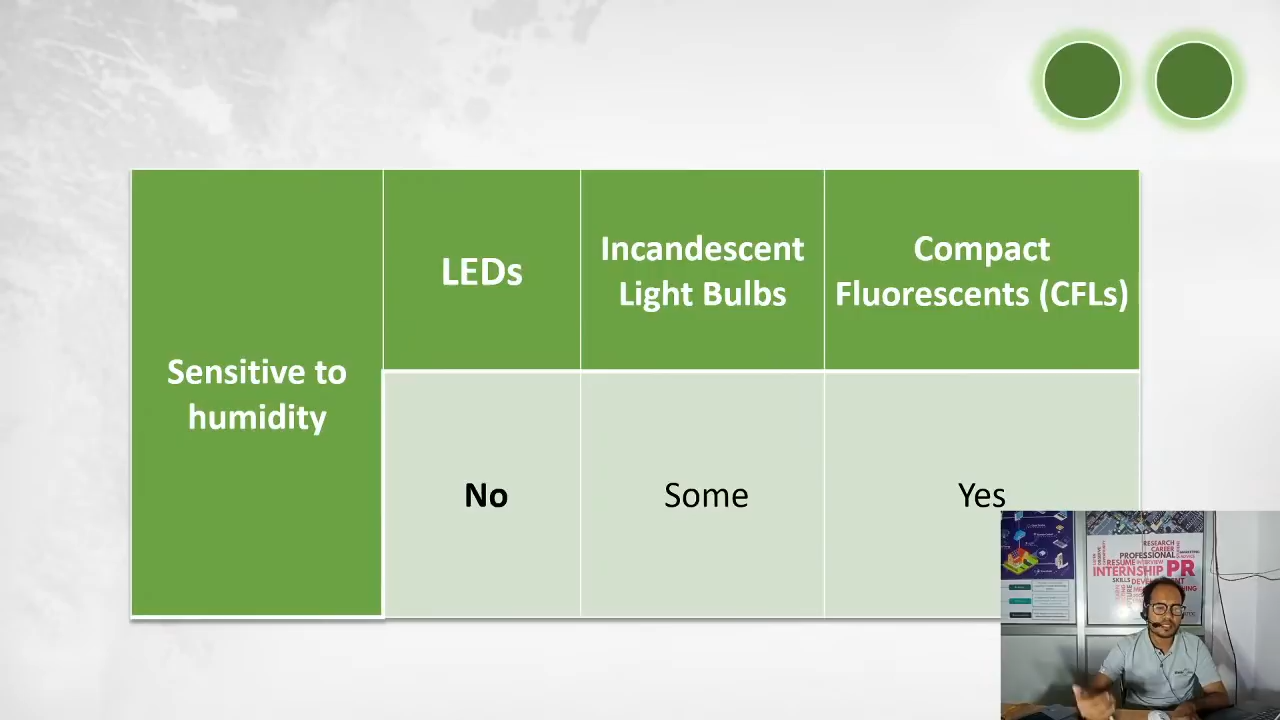 LEDs
Incandescent
Light Bulbs
Compact
Fluorescents (CFLs)
Sensitive to
humidity
No
Some
Yes
RESEARCH
CAREER
PROFESSIONAL
RESUME
INTERNSHIP PR
SKILLS